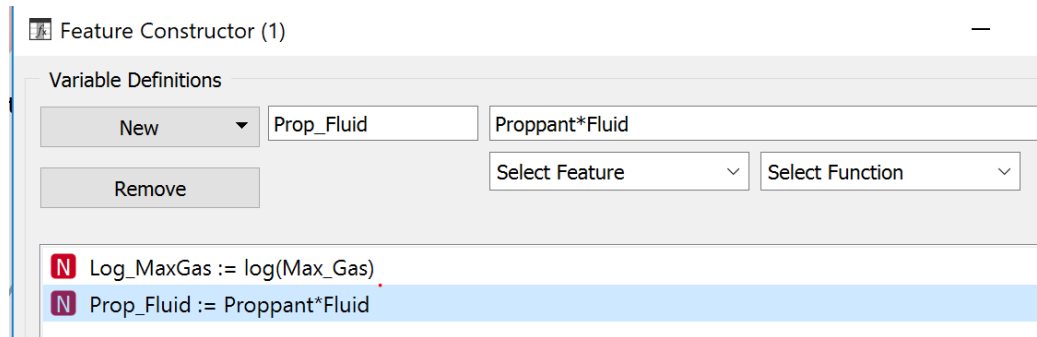 Feature Constructor (1)
Variable Definitions
New Prop_Fluid Proppant*Fluid
Select Feature Select Function
Remove
N Log_MaxGas := log(Max_Gas)
N Prop_Fluid := Proppant*Fluid